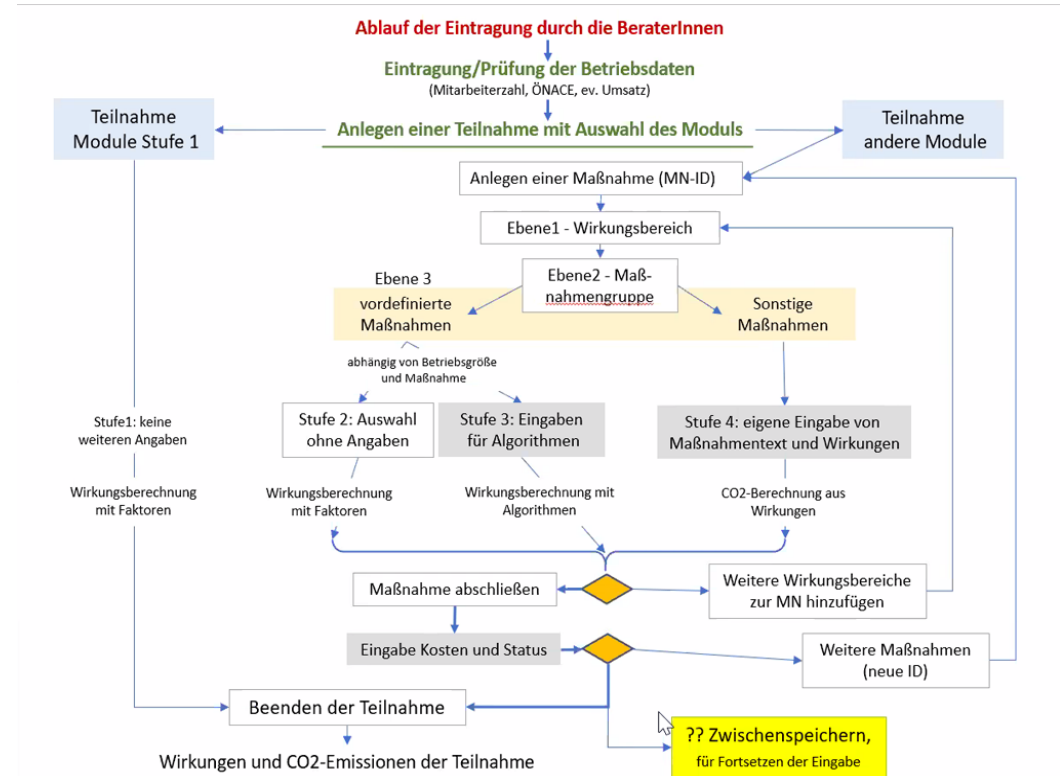 Ablauf der Eintragung durch die BeraterInnen
Eintragung/Prüfung der Betriebsdaten
(Mitarbeiterzahl, ÖNACE, ev. Umsatz)
Teilnahme
Module Stufe 1
Anlegen einer Teilnahme mit Auswahl des Moduls
Teilnahme
andere Module
Anlegen einer Maßnahme (MN-ID)
Ebene1 - Wirkungsbereich
Ebene2 - Maß-
nahmengruppe
Ebene 3
vordefinierte
Maßnahmen
Sonstige
Maßnahmen
abhängig von Betriebsgröße
und Maßnahme
Stufe1: keine
weiteren Angaben
Stufe 2: Auswahl
ohne Angaben
Stufe 3: Eingaben
für Algorithmen
Stufe 4: eigene Eingabe von
Maßnahmentext und Wirkungen
Wirkungsberechnung
mit Faktoren
Wirkungsberechnung
mit Faktoren
Wirkungsberechnung mit
Algorithmen
CO2-Berechnung aus
Wirkungen
Maßnahme abschließen
Weitere Wirkungsbereiche
zur MN hinzufügen
Eingabe Kosten und Status
Weitere Maßnahmen
(neue ID)
Beenden der Teilnahme
?? Zwischenspeichern,
für Fortsetzen der Eingabe
Wirkungen und CO2-Emissionen der Teilnahme